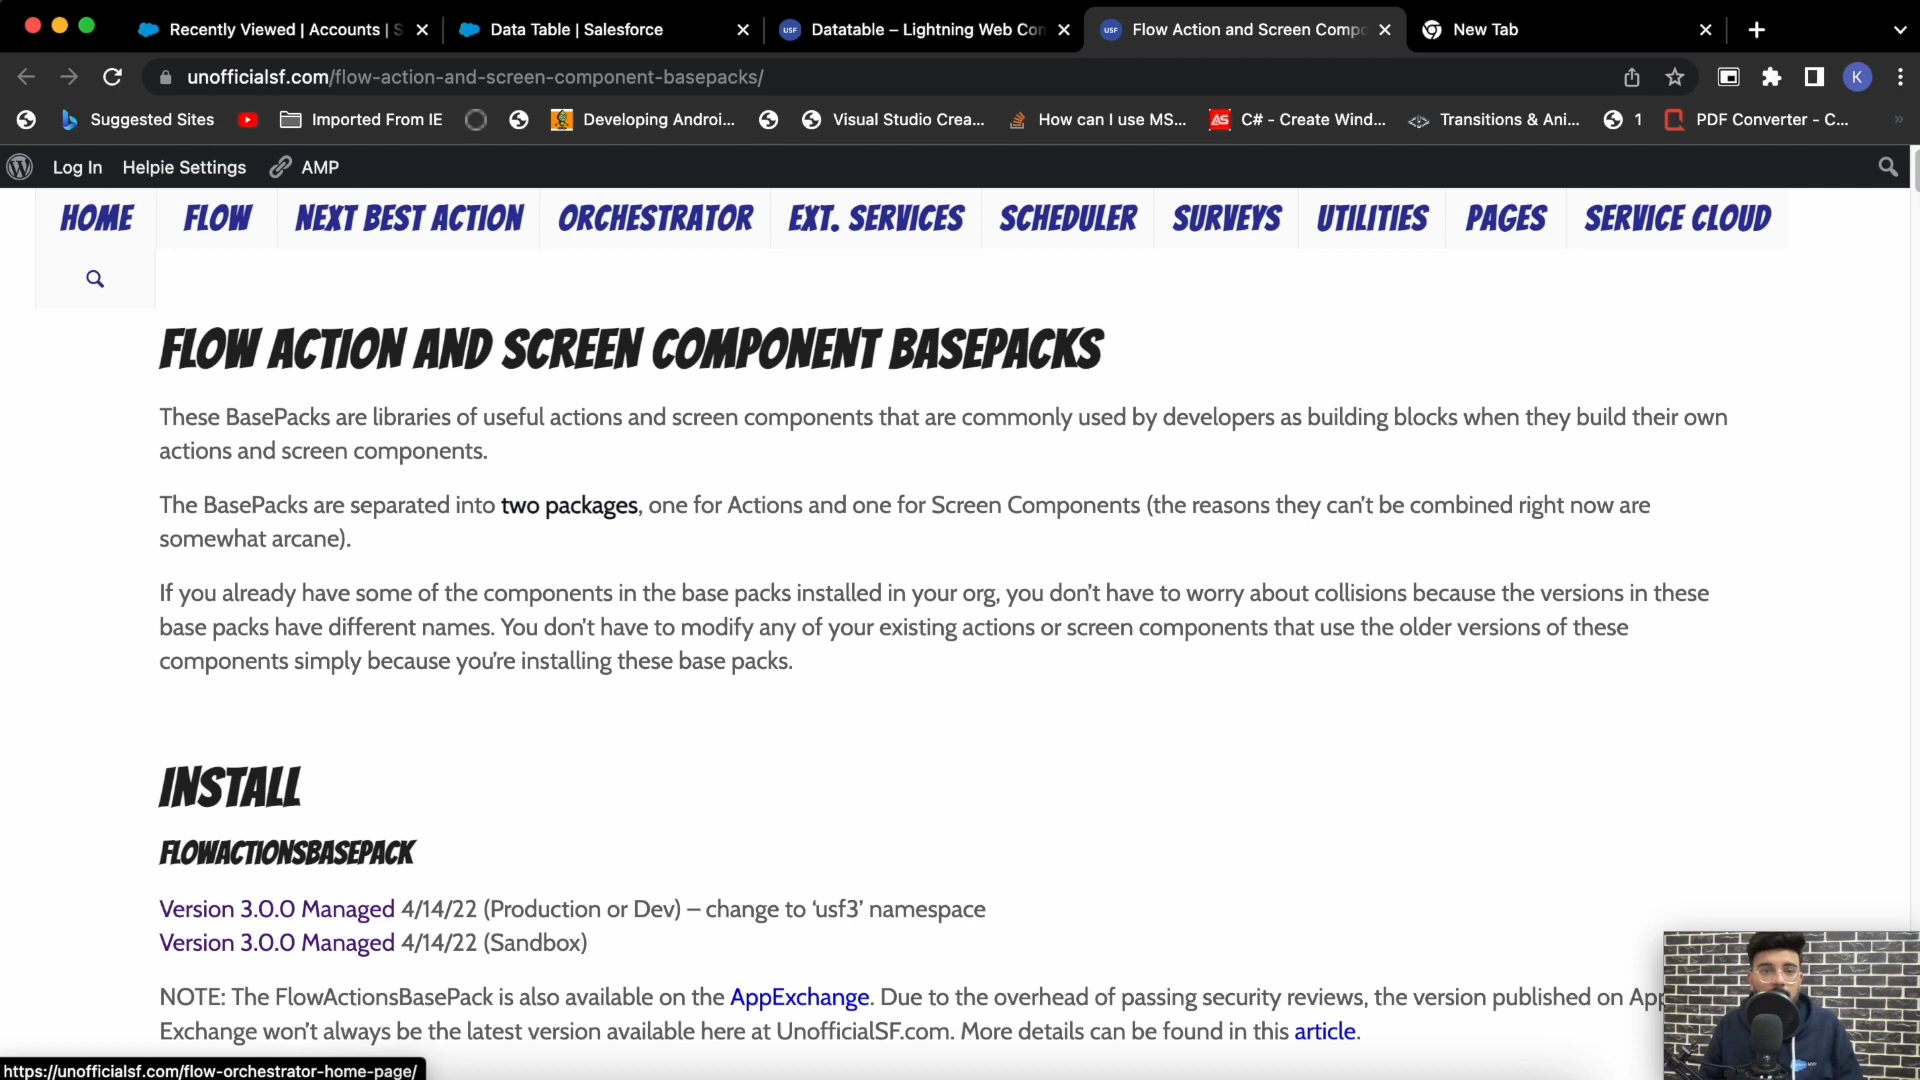 Recently Viewed | Accounts | S
Data Table | Salesforce
USF
Datatable – Lightning Web Con
USF
Flow Action and Screen Compo
New Tab
unofficialsf.com/flow-action-and-screen-component-basepacks/
K
Suggested Sites
Imported From IE
Developing Androi...
Visual Studio Crea...
How can I use MS...
C# - Create Wind...
Transitions & Ani...
1
PDF Converter - C...
»
Log In
Helpie Settings
AMP
HOME
FLOW
NEXT BEST ACTION
ORCHESTRATOR
EXT. SERVICES
SCHEDULER
SURVEYS
UTILITIES
PAGES
SERVICE CLOUD
FLOW ACTION AND SCREEN COMPONENT BASEPACKS
These BasePacks are libraries of useful actions and screen components that are commonly used by developers as building blocks when they build their own
actions and screen components.
The BasePacks are separated into two packages, one for Actions and one for Screen Components (the reasons they can’t be combined right now are
somewhat arcane).
If you already have some of the components in the base packs installed in your org, you don’t have to worry about collisions because the versions in these
base packs have different names. You don’t have to modify any of your existing actions or screen components that use the older versions of these
components simply because you’re installing these base packs.
INSTALL
FLOWACTIONSBASEPACK
Version 3.0.0 Managed 4/14/22 (Production or Dev) – change to ‘usf3’ namespace
Version 3.0.0 Managed 4/14/22 (Sandbox)
NOTE: The FlowActionsBasePack is also available on the AppExchange. Due to the overhead of passing security reviews, the version published on App
Exchange won’t always be the latest version available here at UnofficialSF.com. More details can be found in this article.
https://unofficialsf.com/flow-orchestrator-home-page/